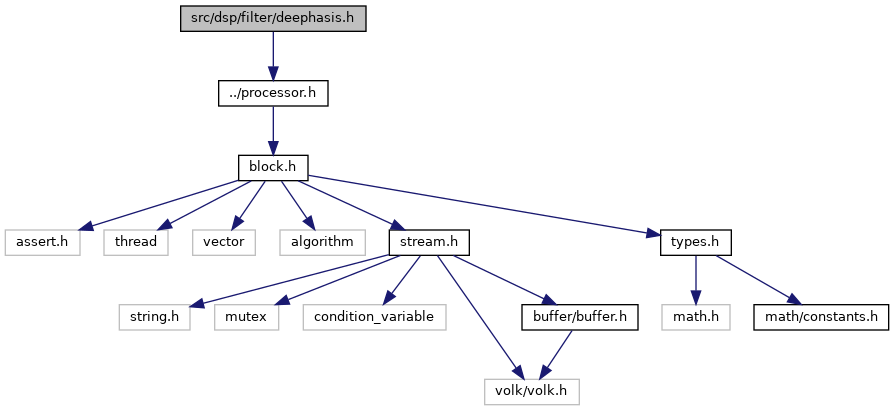 src/dsp/filter/deephasis.h
../processor.h
block.h
assert.h
thread
vector
algorithm
stream.h
types.h
string.h
mutex
condition_variable
buffer/buffer.h
math.h
math/constants.h
volk/volk.h